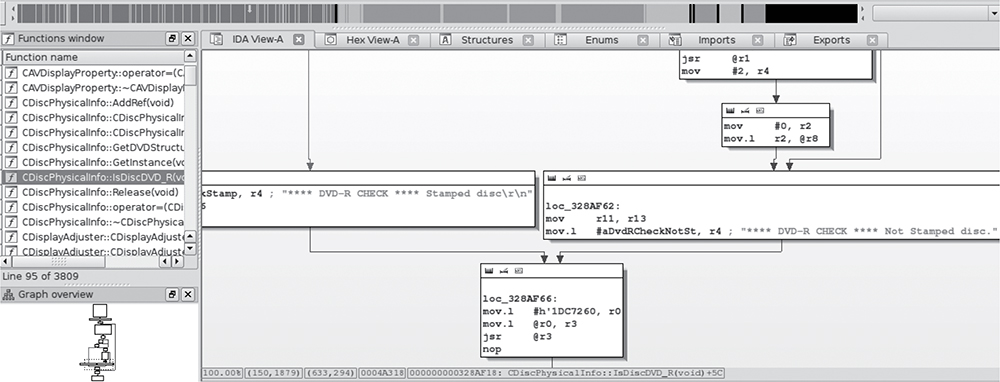 Functions window
Function name
CAVDisplayProperty::operator=(CA
CAVDisplayProperty::~CAVDisplayl
CDiscPhysicalInfo::AddRef(void)
CDiscPhysicalInfo::CDiscPhysicalIn
CDiscPhysicalInfo::CDiscPhysicalIn
CDiscPhysicalInfo::GetDVDStructu
CDiscPhysicalInfo::GetInstance(vo
CDiscPhysicalInfo::IsDiscDVD_R(vo
CDiscPhysicalInfo::Release(void)
CDiscPhysicalInfo::operator=(CDi
CDiscPhysicalInfo::~CDiscPhysica
CDisplayAdjuster::CDisplayAdjuste
CDisplayAdjuster::CDisplayAdjuste
Line 95 of 3809
Graph overview
IDA View-A
Hex View-A
Structures
Enums
Imports
Exports
jsr @r1
mov #2, r4
mov #0, r2
mov.l r2, @r8
kStamp, r4 ; "**** DVD-R CHECK **** Stamped disc\r\n"
6
loc_328AF62:
mov r11, r13
mov.l #aDvdRCheckNotSt, r4 ; "**** DVD-R CHECK **** Not Stamped disc."
loc_328AF66:
mov.l #h'1DC7260, r0
mov.l @r0, r3
jsr @r3
nop
100.00% (150,1879) (633,294) 0004A318 000000000328AF18: CDiscPhysicalInfo::IsDiscDVD_R(void)+5C